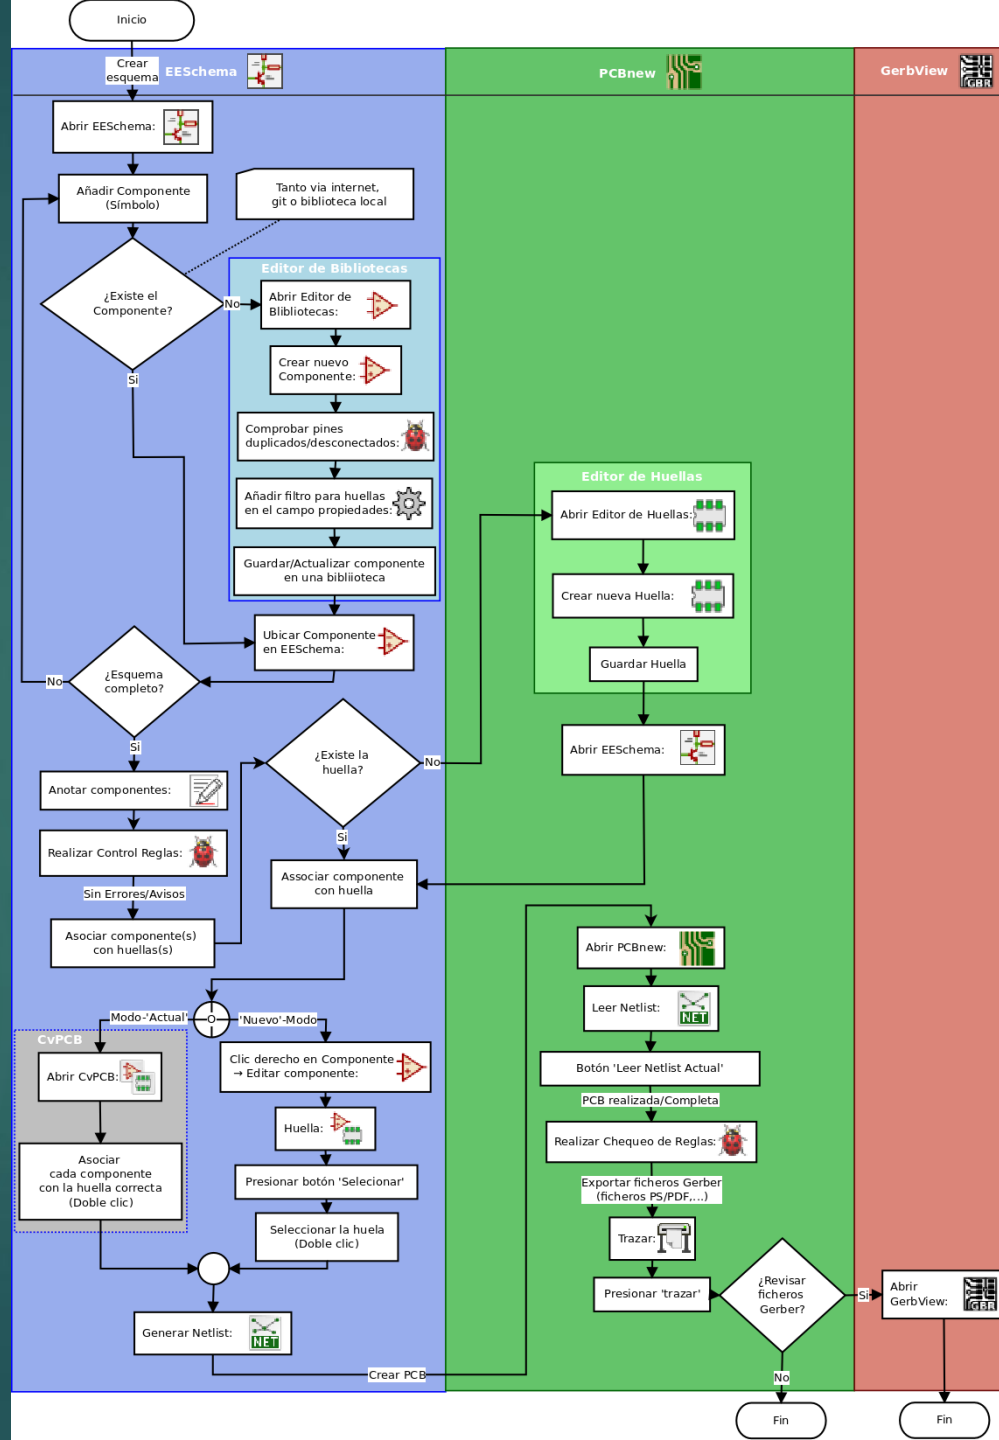 Inicio
Crear
esquema
EESchema
PCBnew
GerbView
GBR
Abrir EESchema:
Añadir Componente
(Símbolo)
Tanto via internet,
git o biblioteca local
¿Existe el
Componente?
No
Si
Editor de Bibliotecas
Abrir Editor de
Blibliotecas:
Crear nuevo
Componente:
Comprobar pines
duplicados/desconectados:
Añadir filtro para huellas
en el campo propiedades:
Guardar/Actualizar componente
en una bibliioteca
Ubicar Componente
en EESchema:
¿Esquema
completo?
No
Si
Anotar componentes:
Realizar Control Reglas:
Sin Errores/Avisos
Asociar componente(s)
con huellas(s)
¿Existe la
huella?
No
Si
Editor de Huellas
Abrir Editor de Huellas:
Crear nueva Huella:
Guardar Huella
Abrir EESchema:
Associar componente
con huella
O
Modo-'Actual'
'Nuevo'-Modo
CvPCB
Abrir CvPCB:
Asociar
cada componente
con la huella correcta
(Doble clic)
Clic derecho en Componente
→ Editar componente:
Huella:
Presionar botón 'Selecionar'
Seleccionar la huela
(Doble clic)
Generar Netlist:
NET
Crear PCB
Abrir PCBnew:
Leer Netlist:
NET
Botón 'Leer Netlist Actual'
PCB realizada/Completa
Realizar Chequeo de Reglas:
Exportar ficheros Gerber
(ficheros PS/PDF,...)
Trazar:
Presionar 'trazar'
¿Revisar
ficheros
Gerber?
Si
No
Abrir
GerbView:
GBR
Fin
Fin